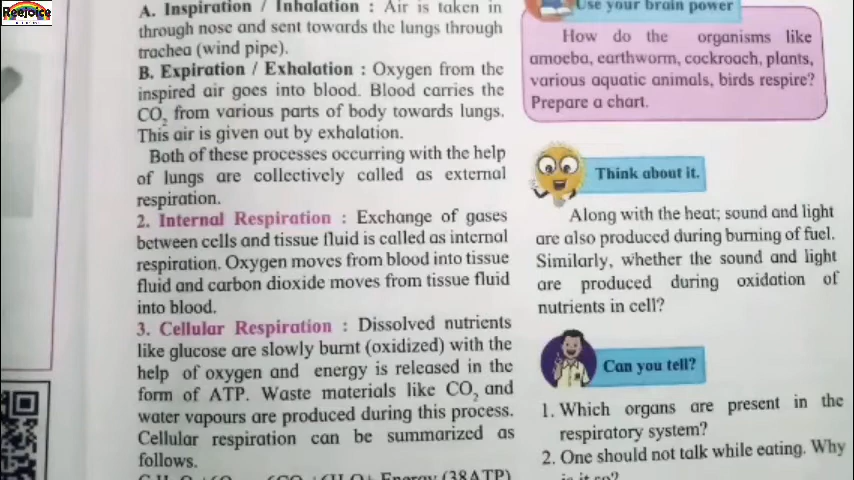 Reejoice
A. Inspiration / Inhalation : Air is taken in
through nose and sent towards the lungs through
trachea (wind pipe).
B. Expiration / Exhalation : Oxygen from the
inspired air goes into blood. Blood carries the
CO₂ from various parts of body towards lungs.
This air is given out by exhalation.
Both of these processes occurring with the help
of lungs are collectively called as external
respiration.
2. Internal Respiration : Exchange of gases
between cells and tissue fluid is called as internal
respiration. Oxygen moves from blood into tissue
fluid and carbon dioxide moves from tissue fluid
into blood.
3. Cellular Respiration : Dissolved nutrients
like glucose are slowly burnt (oxidized) with the
help of oxygen and energy is released in the
form of ATP. Waste materials like CO₂ and
water vapours are produced during this process.
Cellular respiration can be summarized as
follows.
Energy (38ATP)
Use your brain power
How do the organisms like
amoeba, earthworm, cockroach, plants,
various aquatic animals, birds respire?
Prepare a chart.
Think about it.
Along with the heat; sound and light
are also produced during burning of fuel.
Similarly, whether the sound and light
are produced during oxidation of
nutrients in cell?
Can you tell?
1. Which organs are present in the
respiratory system?
2. One should not talk while eating. Why
is it so?